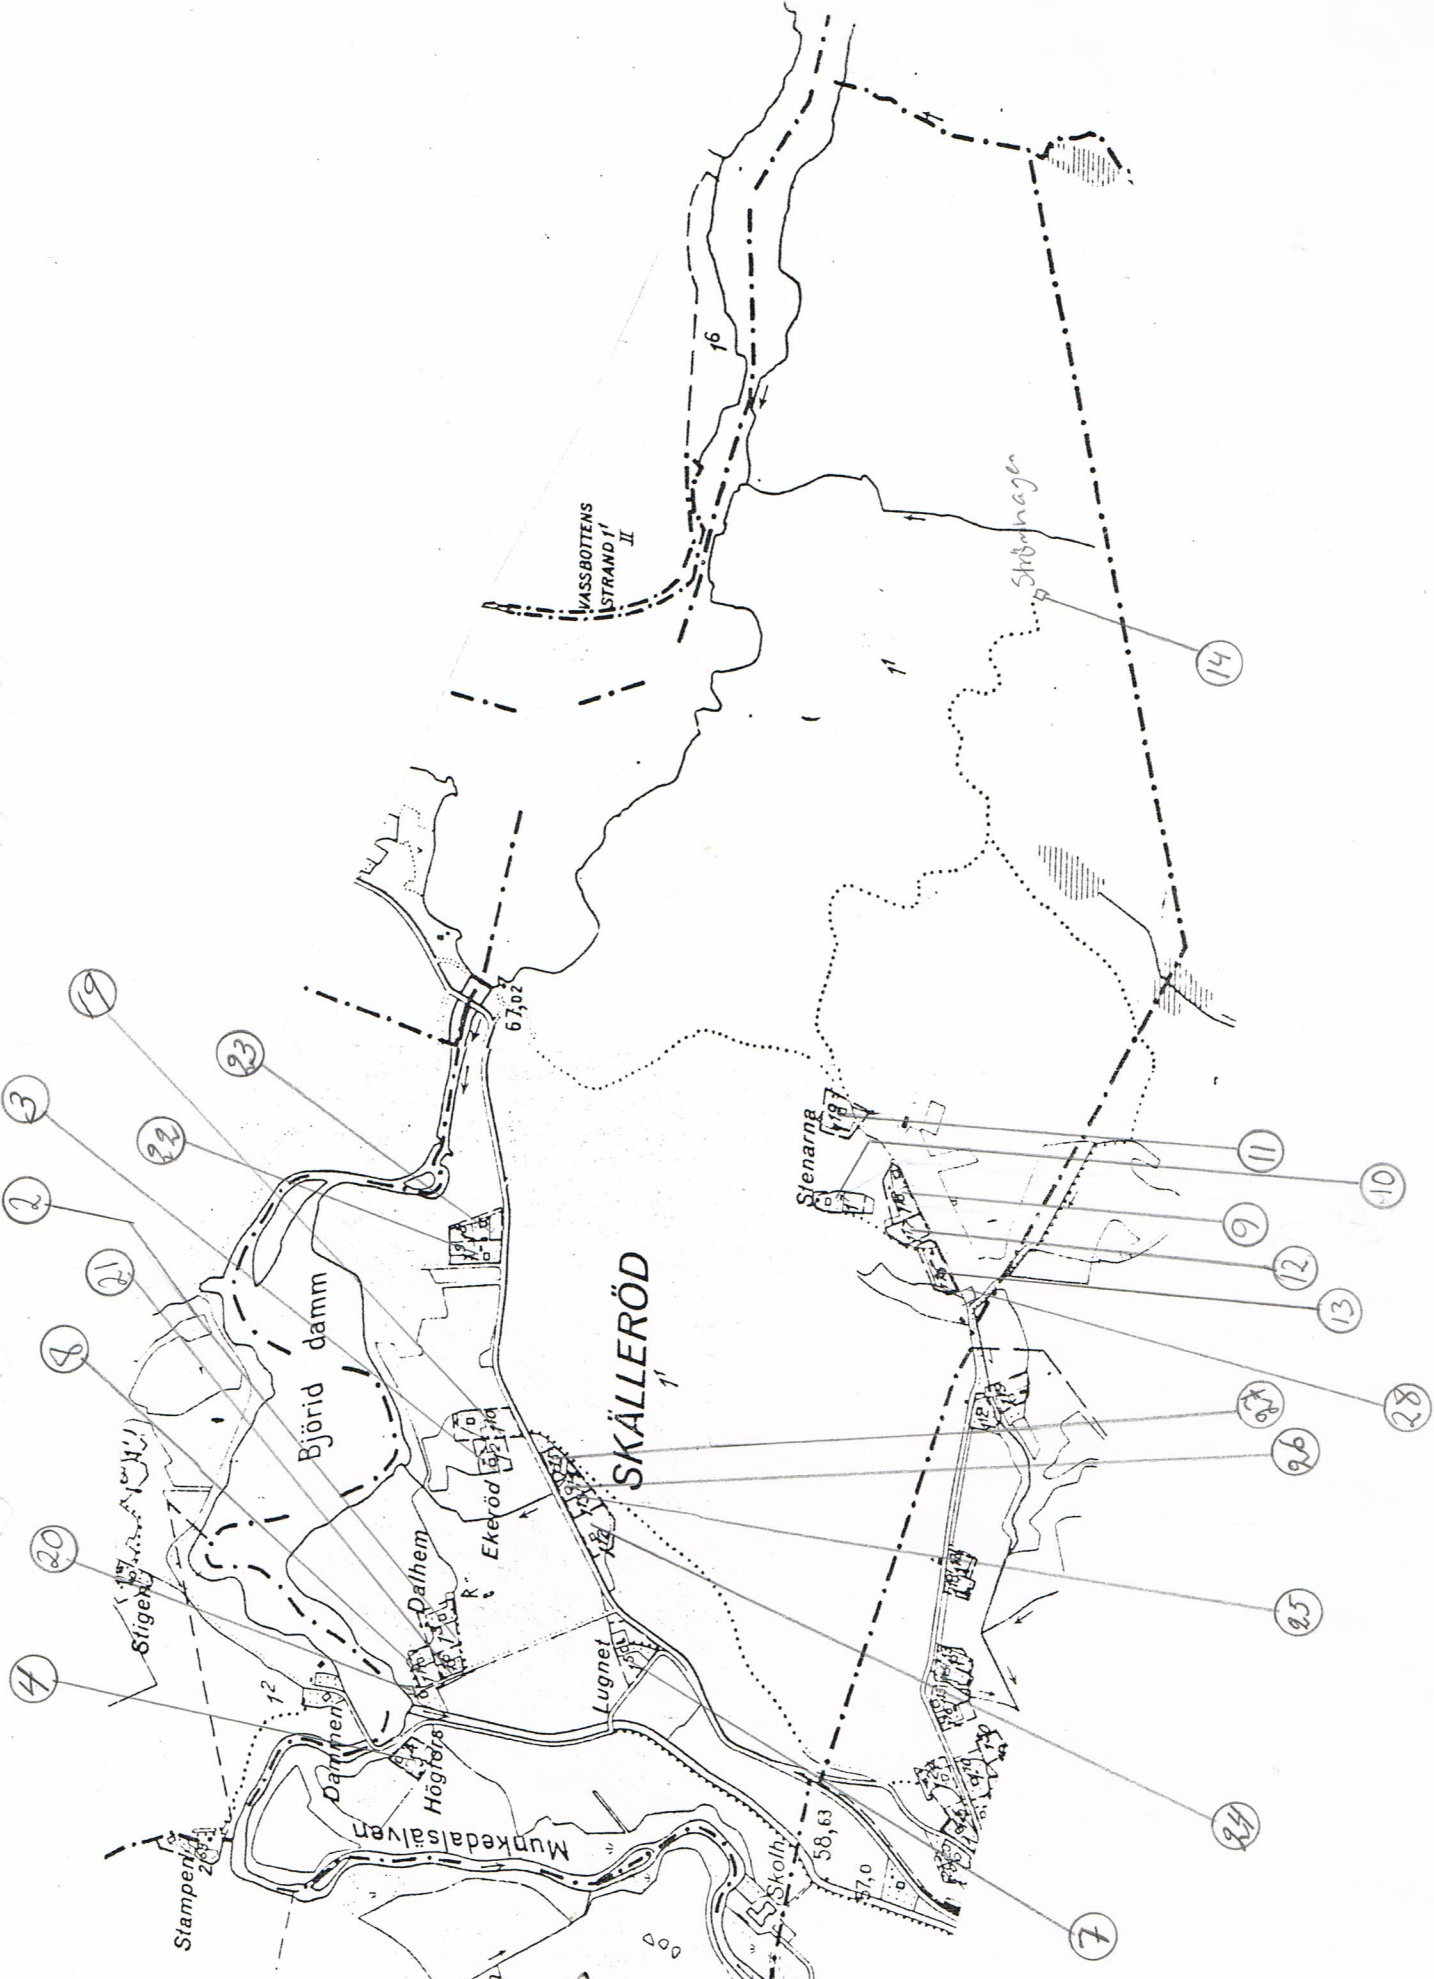 VASSBOTTENS
STRAND 1¹
II
1⁶
Strömhagen
14
1¹
19
23
3
22
2
21
8
20
4
67,02
Björid damm
Stenarna
11
10
9
12
13
28
27
26
25
24
7
SKÄLLERÖD
1¹
Ekeröd
Dalhem
R
Stigen
Lugnet
1²
Dammen
Högfors
Munkedalsälven
Stampen
Skolh.
58,63
57,0